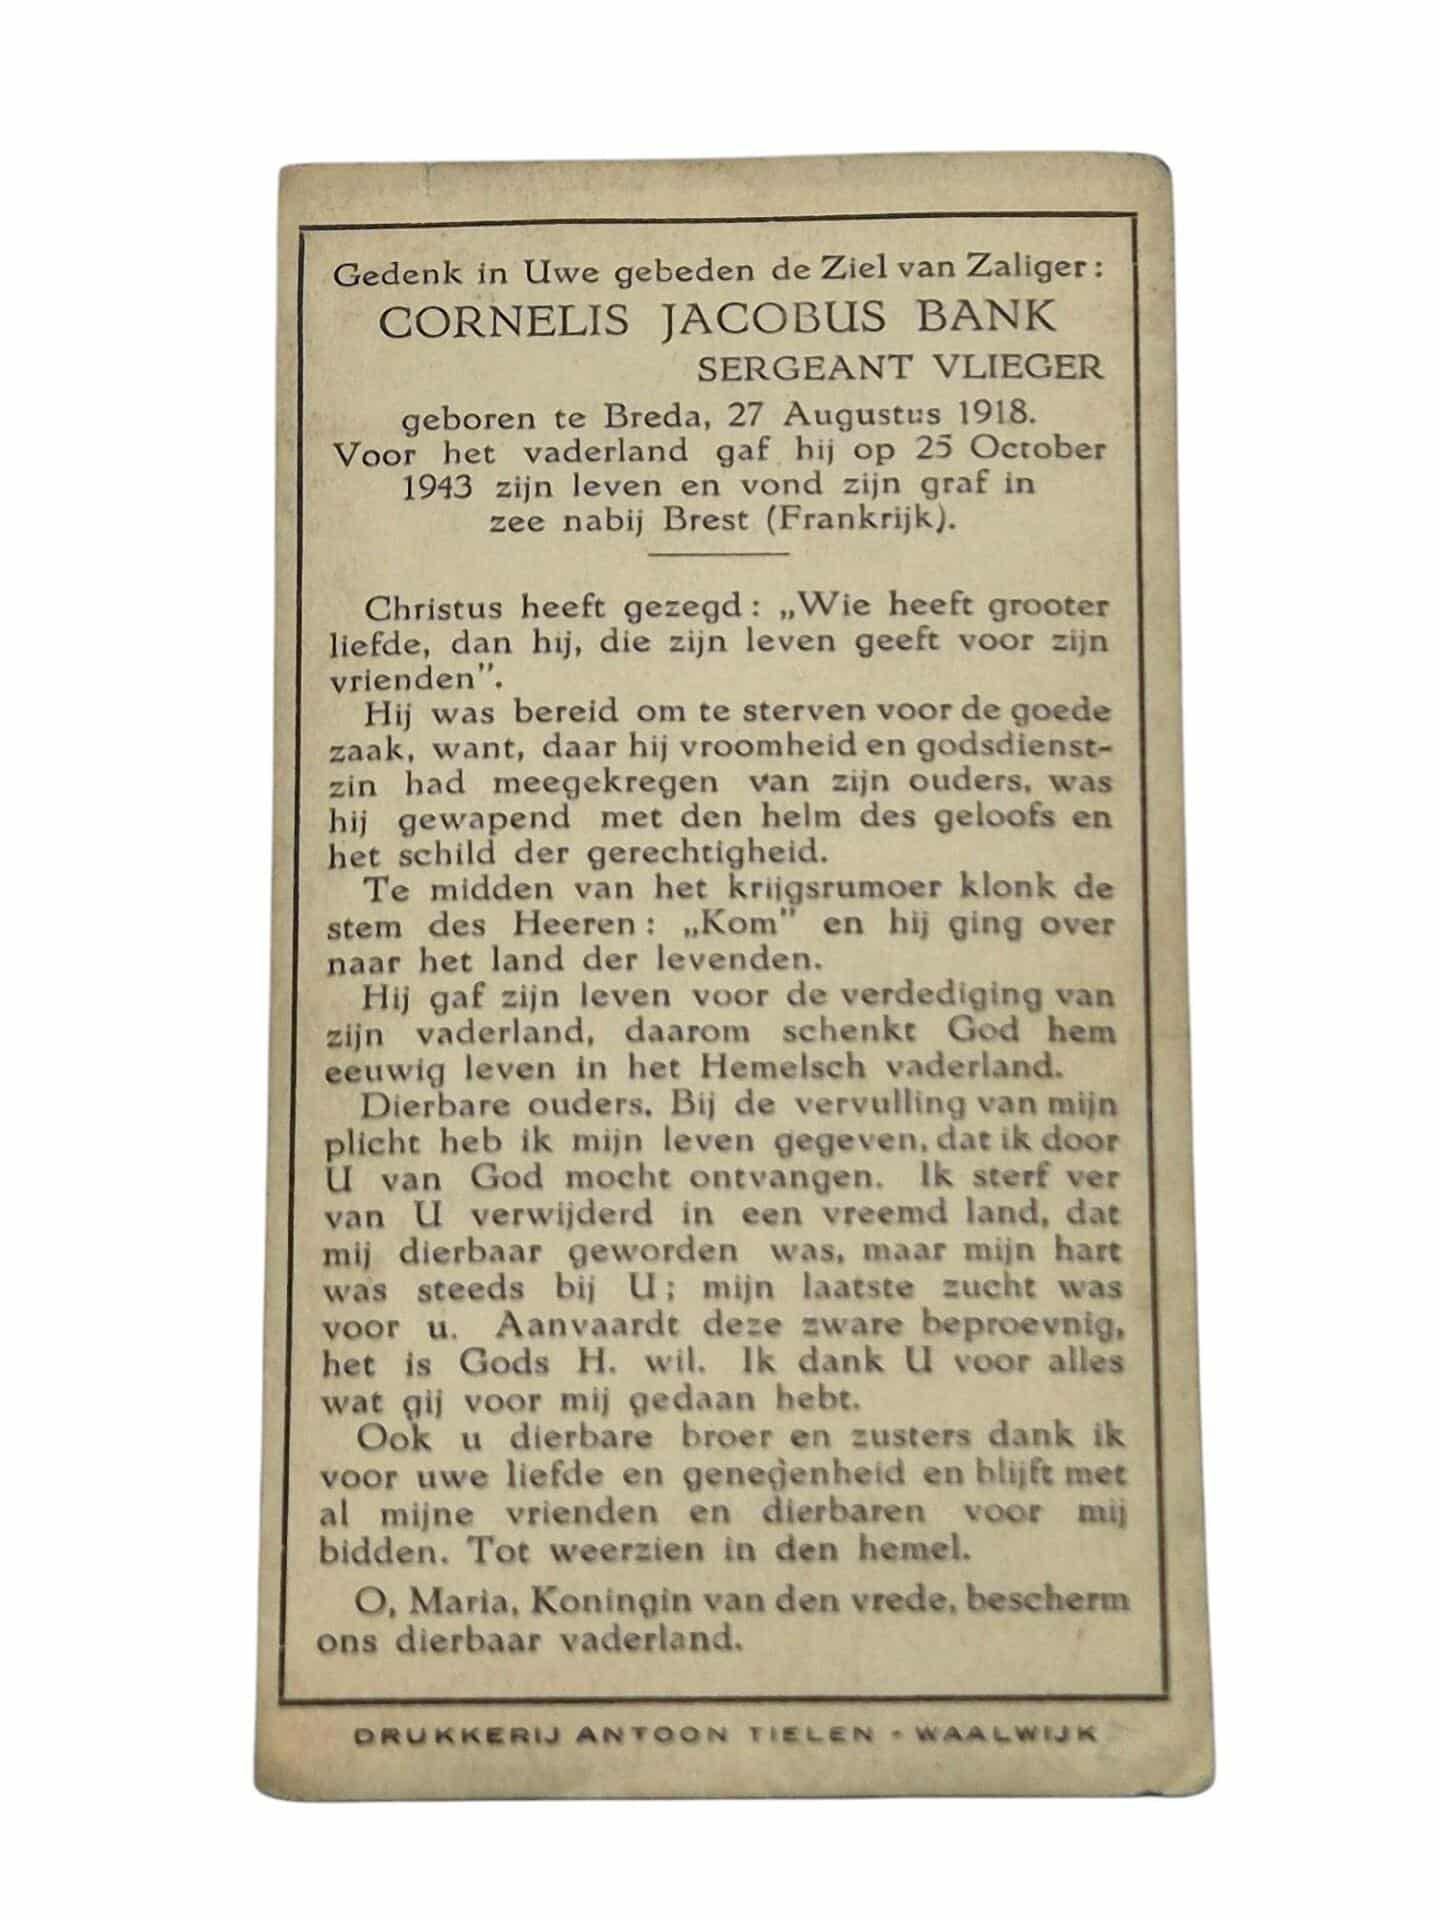 Gedenk in Uwe gebeden de Ziel van Zaliger:
CORNELIS JACOBUS BANK
SERGEANT VLIEGER
geboren te Breda, 27 Augustus 1918.
Voor het vaderland gaf hij op 25 October
1943 zijn leven en vond zijn graf in
zee nabij Brest (Frankrijk).
Christus heeft gezegd: „Wie heeft grooter
liefde, dan hij, die zijn leven geeft voor zijn
vrienden".
Hij was bereid om te sterven voor de goede
zaak, want, daar hij vroomheid en godsdienst-
zin had meegekregen van zijn ouders, was
hij gewapend met den helm des geloofs en
het schild der gerechtigheid.
Te midden van het krijgsrumoer klonk de
stem des Heeren: „Kom" en hij ging over
naar het land der levenden.
Hij gaf zijn leven voor de verdediging van
zijn vaderland, daarom schenkt God hem
eeuwig leven in het Hemelsch vaderland.
Dierbare ouders. Bij de vervulling van mijn
plicht heb ik mijn leven gegeven, dat ik door
U van God mocht ontvangen. Ik sterf ver
van U verwijderd in een vreemd land, dat
mij dierbaar geworden was, maar mijn hart
was steeds bij U; mijn laatste zucht was
voor u. Aanvaardt deze zware beproevnig,
het is Gods H. wil. Ik dank U voor alles
wat gij voor mij gedaan hebt.
Ook u dierbare broer en zusters dank ik
voor uwe liefde en genegenheid en blijft met
al mijne vrienden en dierbaren voor mij
bidden. Tot weerzien in den hemel.
O, Maria, Koningin van den vrede, bescherm
ons dierbaar vaderland.
DRUKKERIJ ANTOON TIELEN - WAALWIJK